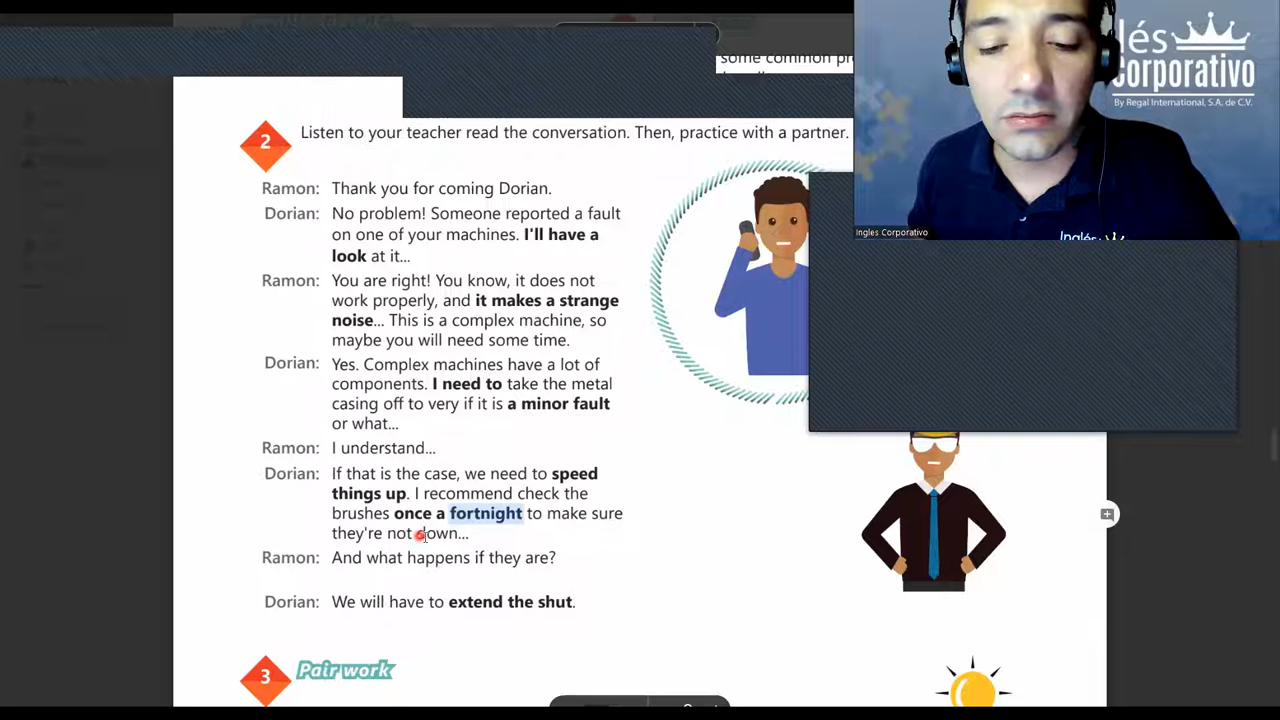 some common pr
lés
corporativo
By Regal International, S.A. de C.V.
2
Listen to your teacher read the conversation. Then, practice with a partner.
Ramon: Thank you for coming Dorian.
Dorian: No problem! Someone reported a fault
on one of your machines. I'll have a
look at it...
Ramon: You are right! You know, it does not
work properly, and it makes a strange
noise... This is a complex machine, so
maybe you will need some time.
Dorian: Yes. Complex machines have a lot of
components. I need to take the metal
casing off to very if it is a minor fault
or what...
Ramon: I understand...
Dorian: If that is the case, we need to speed
things up. I recommend check the
brushes once a fortnight to make sure
they're not down...
Ramon: And what happens if they are?
Dorian: We will have to extend the shut.
Ingles Corporativo
Inglés
3
Pair work